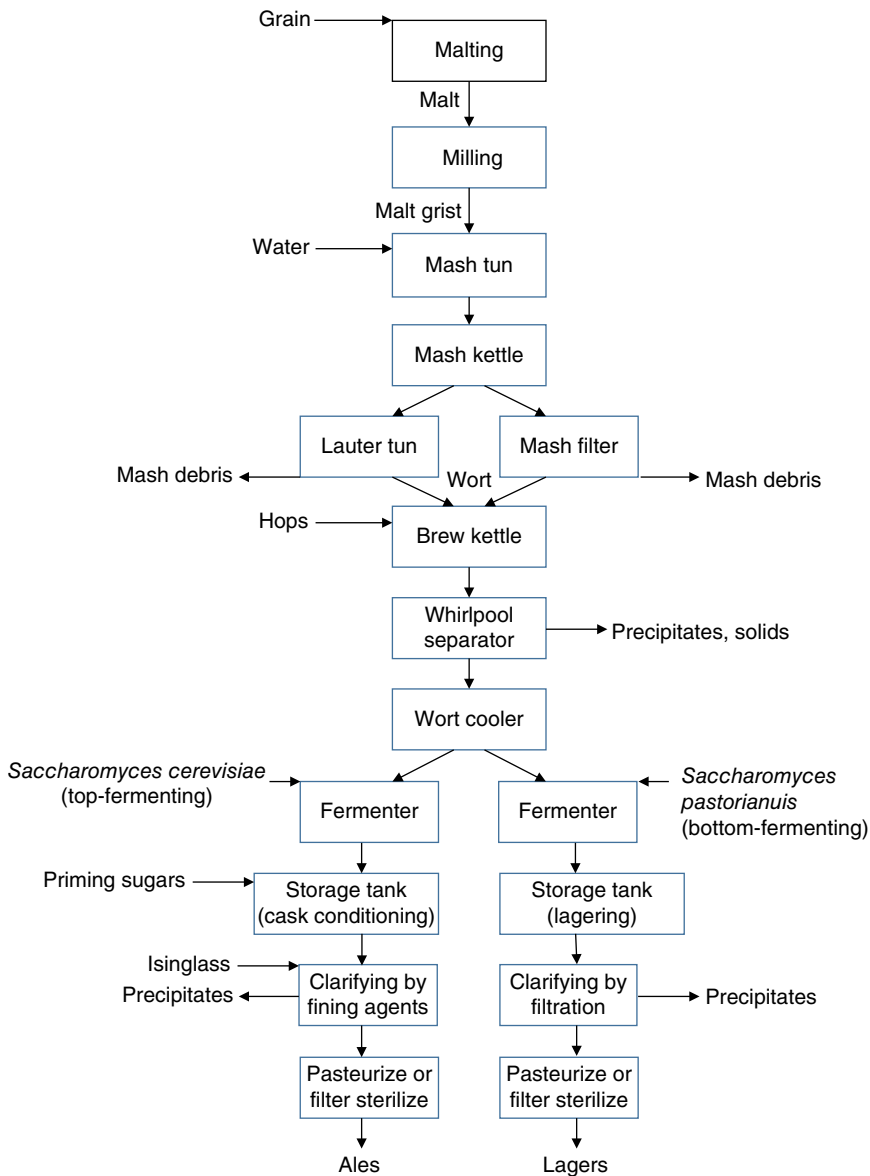 Grain
Malting
Malt
Milling
Malt grist
Water
Mash tun
Mash kettle
Lauter tun
Mash filter
Mash debris
Wort
Mash debris
Hops
Brew kettle
Whirlpool
separator
Precipitates, solids
Wort cooler
Saccharomyces cerevisiae
(top-fermenting)
Fermenter
Fermenter
Saccharomyces
pastorianuis
(bottom-fermenting)
Priming sugars
Storage tank
(cask conditioning)
Storage tank
(lagering)
Isinglass
Precipitates
Clarifying by
fining agents
Clarifying by
filtration
Precipitates
Pasteurize or
filter sterilize
Pasteurize or
filter sterilize
Ales
Lagers